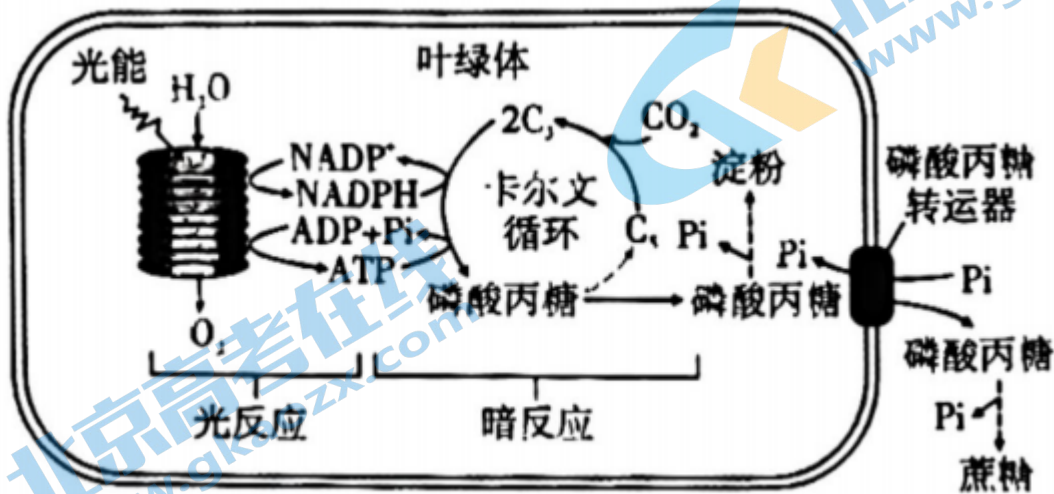 光能
H₂O
叶绿体
NADP⁺
NADPH
ADP+Pi
ATP
O₂
2C₃
CO₂
卡尔文
循环
C₅
淀粉
Pi
磷酸丙糖
磷酸丙糖
Pi
磷酸丙糖
转运器
Pi
磷酸丙糖
Pi
蔗糖
光反应
暗反应
北京高考在线
www.gkaozx.com
www.g